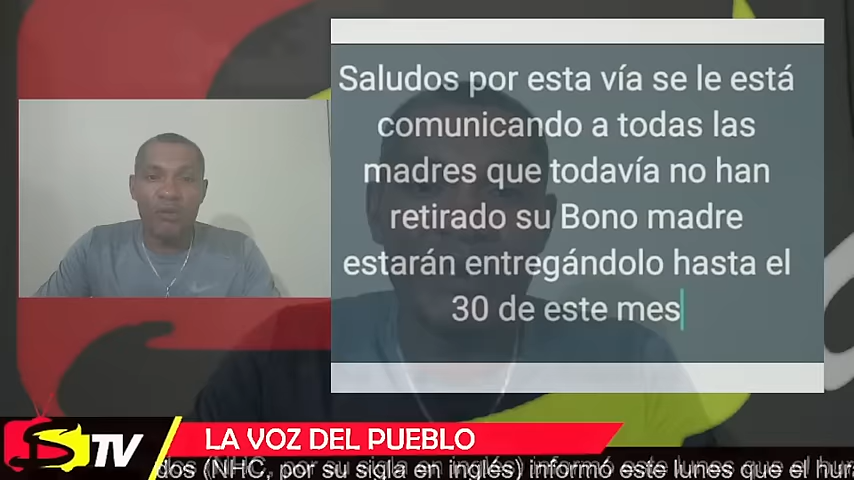 Saludos por esta vía se le está
comunicando a todas las
madres que todavía no han
retirado su Bono madre
estarán entregándolo hasta el
30 de este mes
STV
LA VOZ DEL PUEBLO
dos (NHC, por su sigla en inglés) informó este lunes que el hura